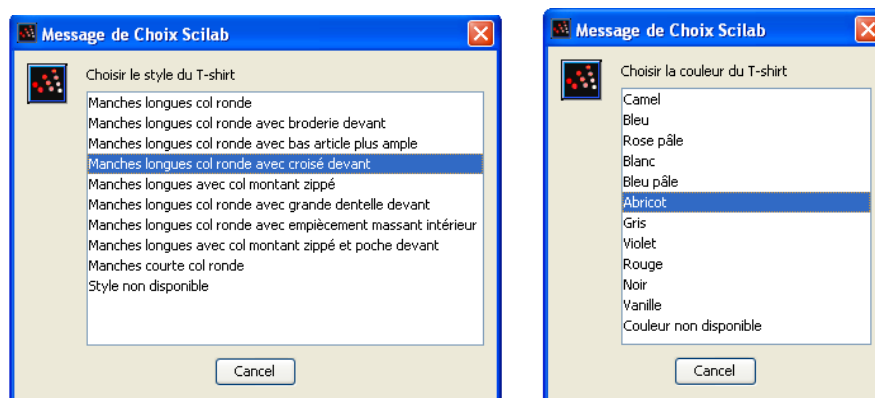 Message de Choix Scilab
Choisir le style du T-shirt
Manches longues col ronde
Manches longues col ronde avec broderie devant
Manches longues col ronde avec bas article plus ample
Manches longues col ronde avec croisé devant
Manches longues avec col montant zippé
Manches longues col ronde avec grande dentelle devant
Manches longues col ronde avec empiècement massant intérieur
Manches longues avec col montant zippé et poche devant
Manches courte col ronde
Style non disponible
Cancel
Message de Choix Scilab
Choisir la couleur du T-shirt
Camel
Bleu
Rose pâle
Blanc
Bleu pâle
Abricot
Gris
Violet
Rouge
Noir
Vanille
Couleur non disponible
Cancel